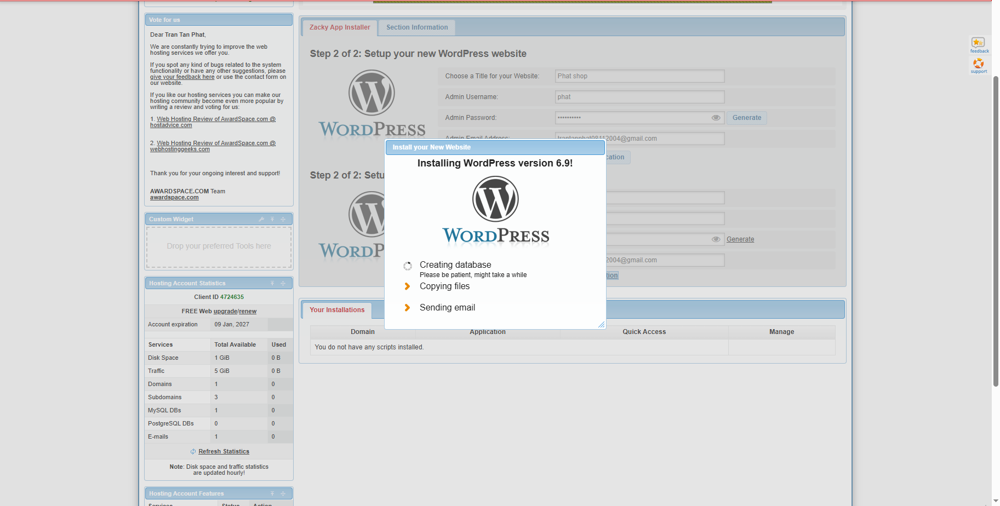 Vote for us
Dear Tran Tan Phat,
We are constantly trying to improve the web
hosting services we offer you.
If you spot any kind of bugs related to the system
functionality or have any other suggestions, please
give your feedback here or use the contact form on
our website.
If you like our hosting services you can make our
hosting community become even more popular by
writing a review and voting for us:
1. Web Hosting Review of AwardSpace.com @
hostadvice.com
2. Web Hosting Review of AwardSpace.com @
webhostinggeeks.com
Thank you for your ongoing interest and support!
AWARDSPACE.COM Team
awardspace.com
Custom Widget
Drop your preferred Tools here
Hosting Account Statistics
Client ID 4724635
FREE Web upgrade/renew
Account expiration 09 Jan, 2027
Services Total Available Used
Disk Space 1 GiB 0 B
Traffic 5 GiB 0 B
Domains 1 0
Subdomains 3 0
MySQL DBs 1 0
PostgreSQL DBs 0 0
E-mails 1 0
Refresh Statistics
Note: Disk space and traffic statistics
are updated hourly!
Hosting Account Features
Services Status Action
Zacky App Installer Section Information
Step 2 of 2: Setup your new WordPress website
WORDPRESS
Choose a Title for your Website: Phat shop
Admin Username: phat
Admin Password: •••••••••• Generate
Admin Email Address: trantanphat08112004@gmail.com
cation
Step 2 of 2: Setu
WORDP
Generate
2004@gmail.com
tion
Install your New Website
Installing WordPress version 6.9!
WORDPRESS
Creating database
Please be patient, might take a while
Copying files
Sending email
Your Installations
Domain Application Quick Access Manage
You do not have any scripts installed.
feedback
support